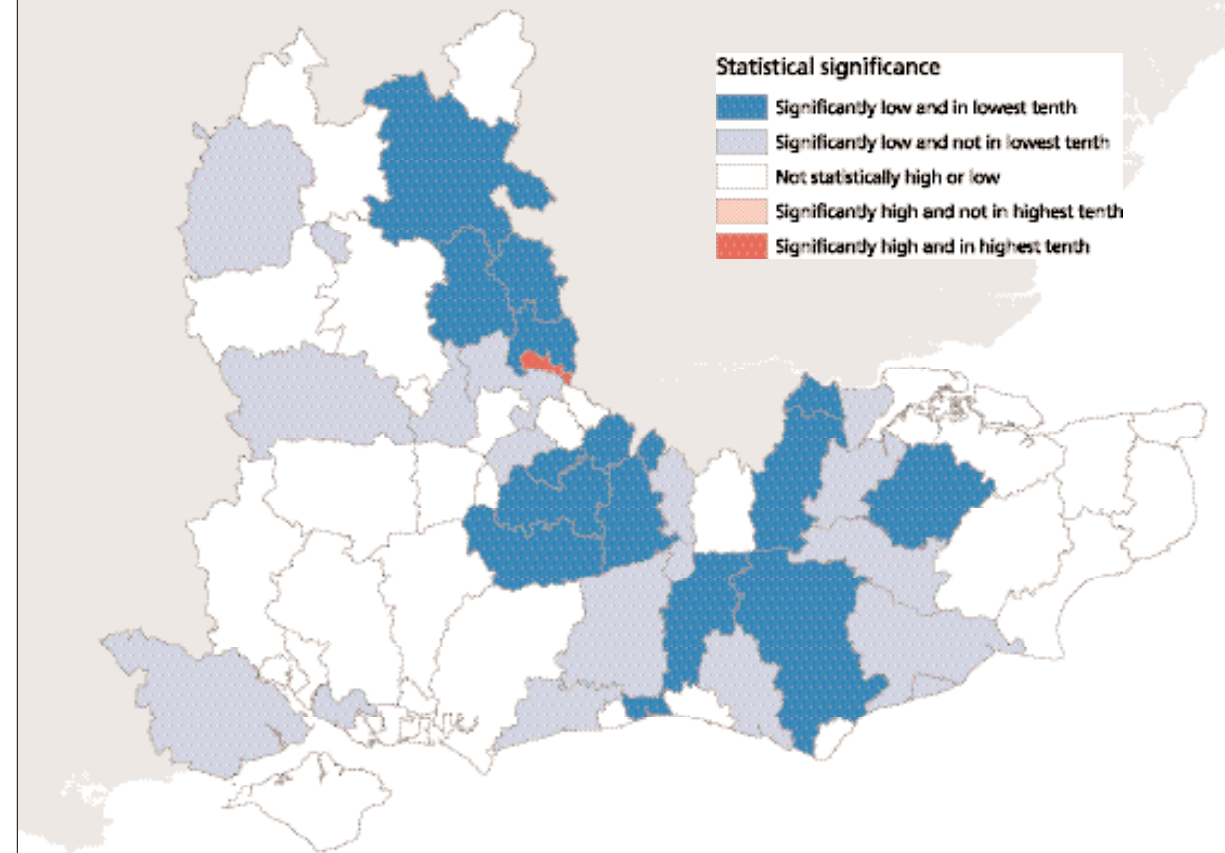 Statistical significance
Significantly low and in lowest tenth
Significantly low and not in lowest tenth
Not statistically high or low
Significantly high and not in highest tenth
Significantly high and in highest tenth